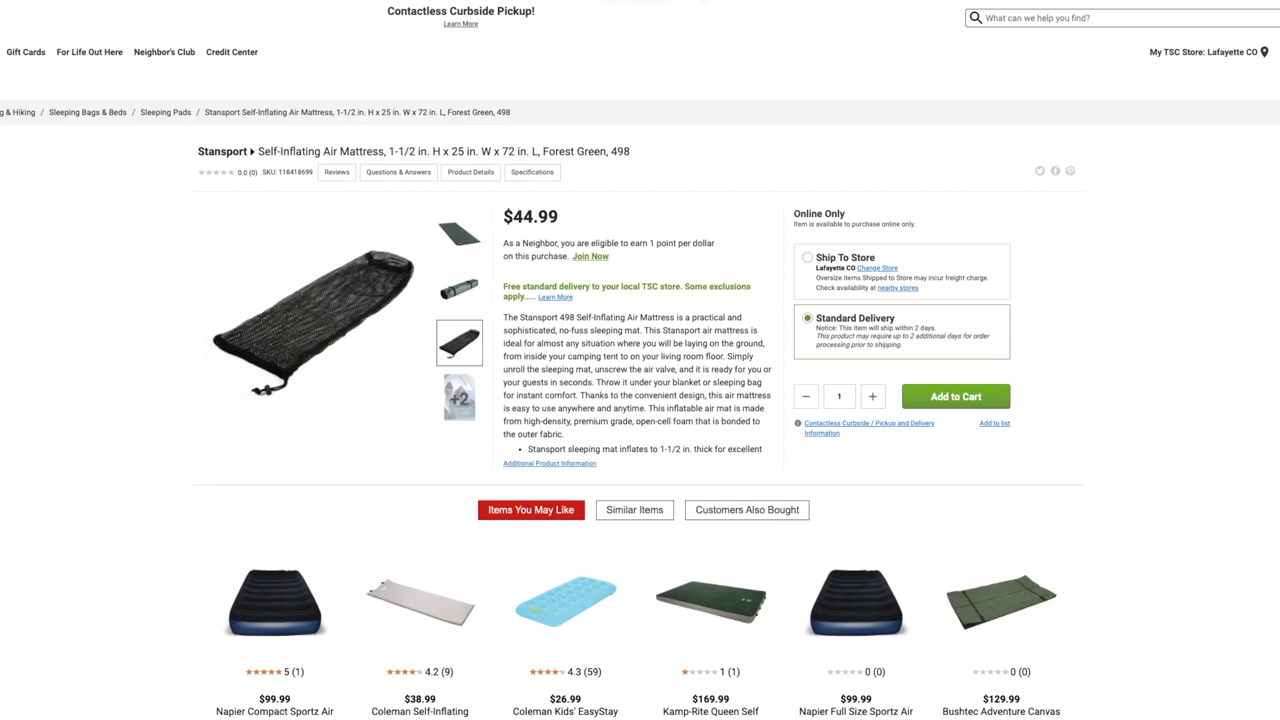 Contactless Curbside Pickup!
Learn More
What can we help you find?
Gift Cards
For Life Out Here
Neighbor's Club
Credit Center
My TSC Store: Lafayette CO
g & Hiking / Sleeping Bags & Beds / Sleeping Pads / Stansport Self-Inflating Air Mattress, 1-1/2 in. H x 25 in. W x 72 in. L, Forest Green, 498
Stansport Self-Inflating Air Mattress, 1-1/2 in. H x 25 in. W x 72 in. L, Forest Green, 498
0.0 (0) SKU: 118418699
Reviews
Questions & Answers
Product Details
Specifications
$44.99
As a Neighbor, you are eligible to earn 1 point per dollar
on this purchase. Join Now
Free standard delivery to your local TSC store. Some exclusions
apply..... Learn More
The Stansport 498 Self-Inflating Air Mattress is a practical and
sophisticated, no-fuss sleeping mat. This Stansport air mattress is
ideal for almost any situation where you will be laying on the ground,
from inside your camping tent to on your living room floor. Simply
unroll the sleeping mat, unscrew the air valve, and it is ready for you or
your guests in seconds. Throw it under your blanket or sleeping bag
for instant comfort. Thanks to the convenient design, this air mattress
is easy to use anywhere and anytime. This inflatable air mat is made
from high-density, premium grade, open-cell foam that is bonded to
the outer fabric.
• Stansport sleeping mat inflates to 1-1/2 in. thick for excellent
Additional Product Information
+2
Online Only
Item is available to purchase online only.
Ship To Store
Lafayette CO Change Store
Oversize Items Shipped to Store may incur freight charge.
Check availability at nearby stores
Standard Delivery
Notice: This item will ship within 2 days.
This product may require up to 2 additional days for order
processing prior to shipping.
1
Add to Cart
Contactless Curbside / Pickup and Delivery
Information
Add to list
Items You May Like
Similar Items
Customers Also Bought
5 (1)
4.2 (9)
4.3 (59)
1 (1)
0 (0)
0 (0)
$99.99
$38.99
$26.99
$169.99
$99.99
$129.99
Napier Compact Sportz Air
Coleman Self-Inflating
Coleman Kids' EasyStay
Kamp-Rite Queen Self
Napier Full Size Sportz Air
Bushtec Adventure Canvas